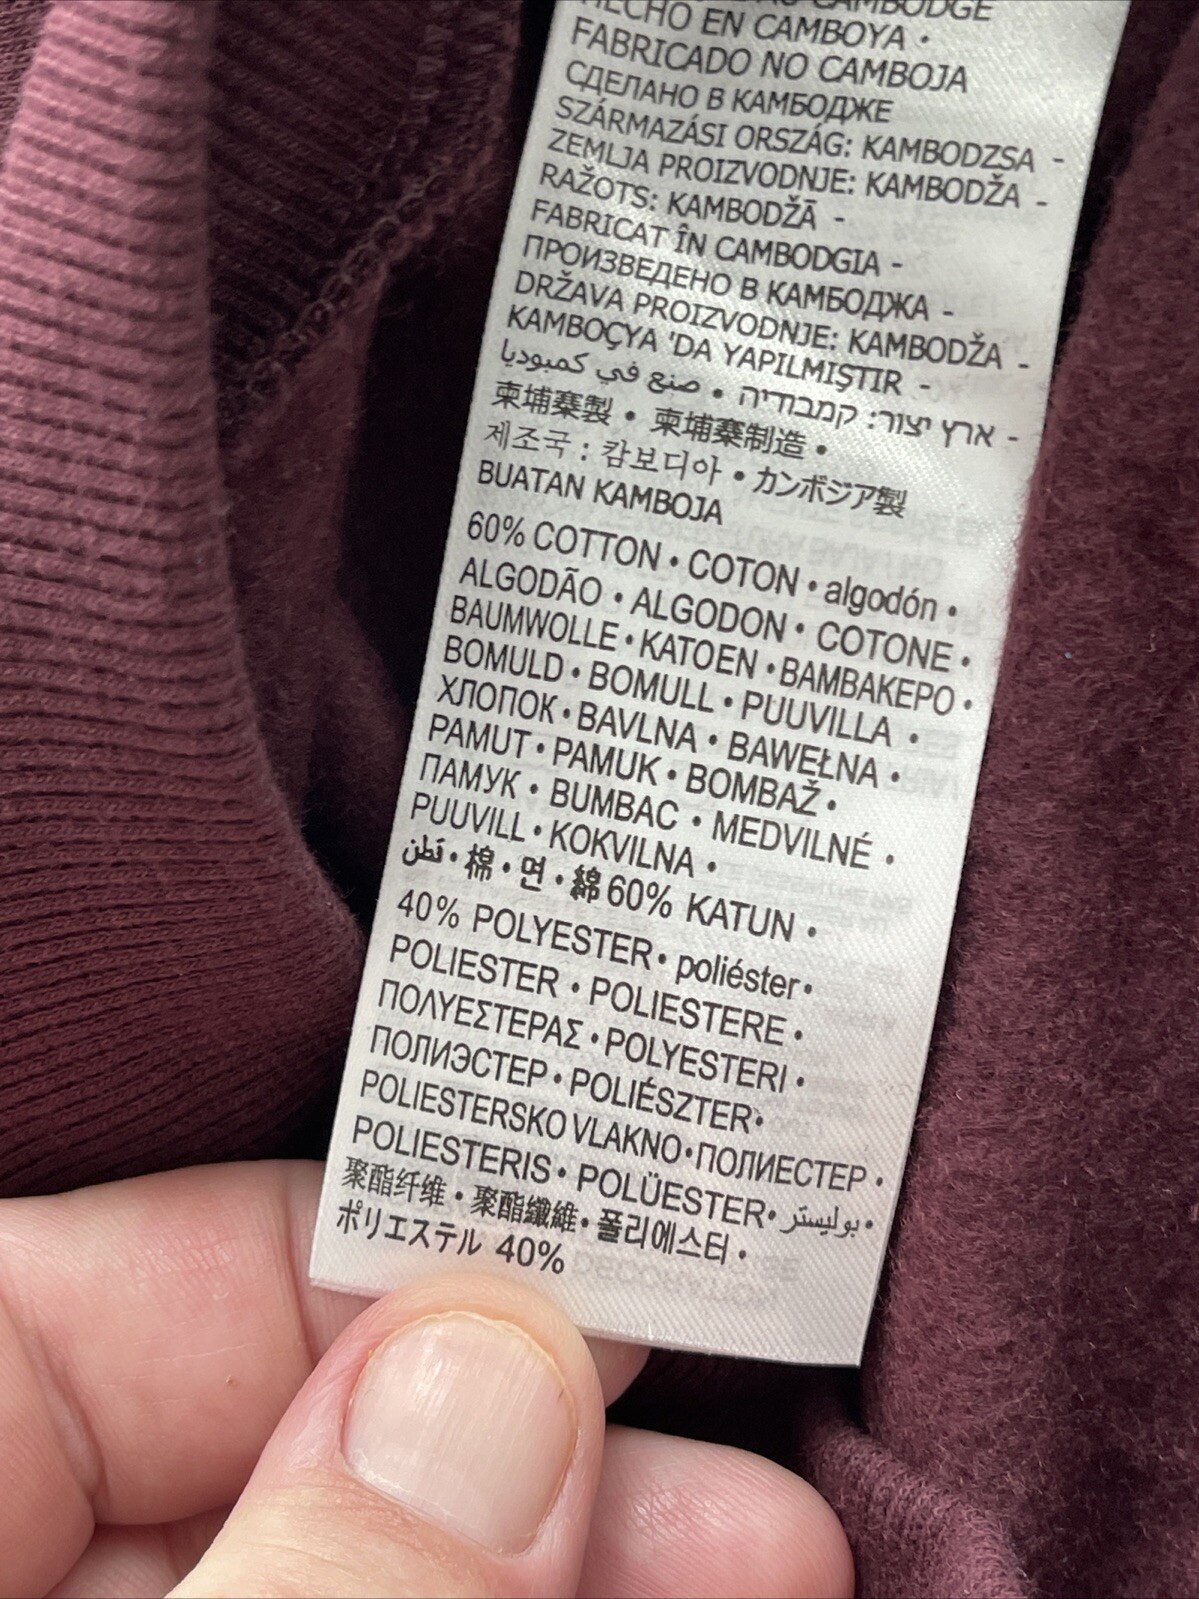 CAMBODGE
HECHO EN CAMBOYA •
FABRICADO NO CAMBOJA
СДЕЛАНО В КАМБОДЖЕ
SZÁRMAZÁSI ORSZÁG: KAMBODZSA -
ZEMLJA PROIZVODNJE: KAMBODŽA -
RAŽOTS: KAMBODŽĀ -
FABRICAT ÎN CAMBODGIA -
ПРОИЗВЕДЕНО В КАМБОДЖА -
DRŽAVA PROIZVODNJE: KAMBODŽA -
KAMBOÇYA 'DA YAPILMIŞTIR -
ארץ יצור: קמבודיה • صنع في كمبوديا -
柬埔寨製 • 柬埔寨制造 •
제조국 : 캄보디아 • カンボジア製
BUATAN KAMBOJA
60% COTTON • COTON • algodón •
ALGODÃO • ALGODON • COTONE •
BAUMWOLLE • KATOEN • ΒΑΜΒΑΚΕΡΟ •
BOMULD • BOMULL • PUUVILLA •
ХЛОПОК • BAVLNA • BAWEŁNA •
PAMUT • PAMUK • BOMBAŽ •
ПАМУК • BUMBAC • MEDVILNÉ •
PUUVILL • KOKVILNA •
قطن • 棉 • 면 • 綿 60% KATUN •
40% POLYESTER • poliéster •
POLIESTER • POLIESTERE •
ΠΟΛΥΕΣΤΕΡΑΣ • POLYESTERI •
ПОЛИЭСТЕР • POLIÉSZTER •
POLIESTERSKO VLAKNO • ПОЛИЕСТЕР •
POLIESTERIS • POLÜESTER • بوليستر •
聚酯纤维 • 聚酯纖維 • 폴리에스터 •
ポリエステル 40%